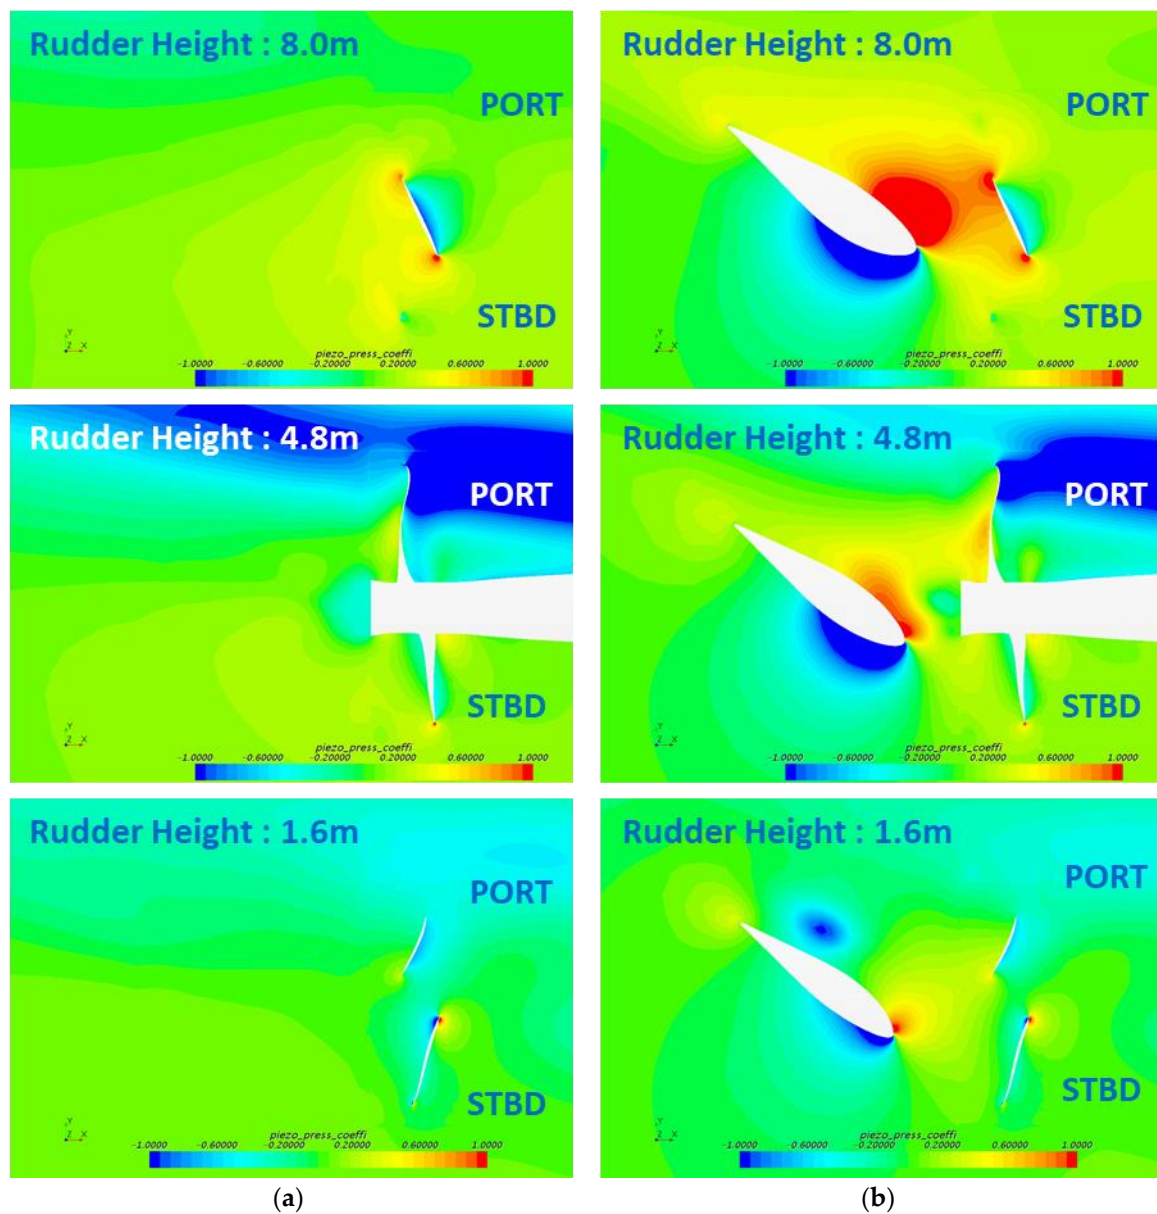 Rudder Height : 8.0m
PORT
STBD
Y
Z X
piezo_press_coeffi
-1.0000 -0.60000 -0.20000 0.20000 0.60000 1.0000
Rudder Height : 8.0m
PORT
STBD
Y
Z X
piezo_press_coeffi
-1.0000 -0.60000 -0.20000 0.20000 0.60000 1.0000
Rudder Height : 4.8m
PORT
STBD
Y
Z X
piezo_press_coeffi
-1.0000 -0.60000 -0.20000 0.20000 0.60000 1.0000
Rudder Height : 4.8m
PORT
STBD
Y
Z X
piezo_press_coeffi
-1.0000 -0.60000 -0.20000 0.20000 0.60000 1.0000
Rudder Height : 1.6m
PORT
STBD
Y
Z X
piezo_press_coeffi
-1.0000 -0.60000 -0.20000 0.20000 0.60000 1.0000
Rudder Height : 1.6m
PORT
STBD
Y
Z X
piezo_press_coeffi
-1.0000 -0.60000 -0.20000 0.20000 0.60000 1.0000
(a)
(b)